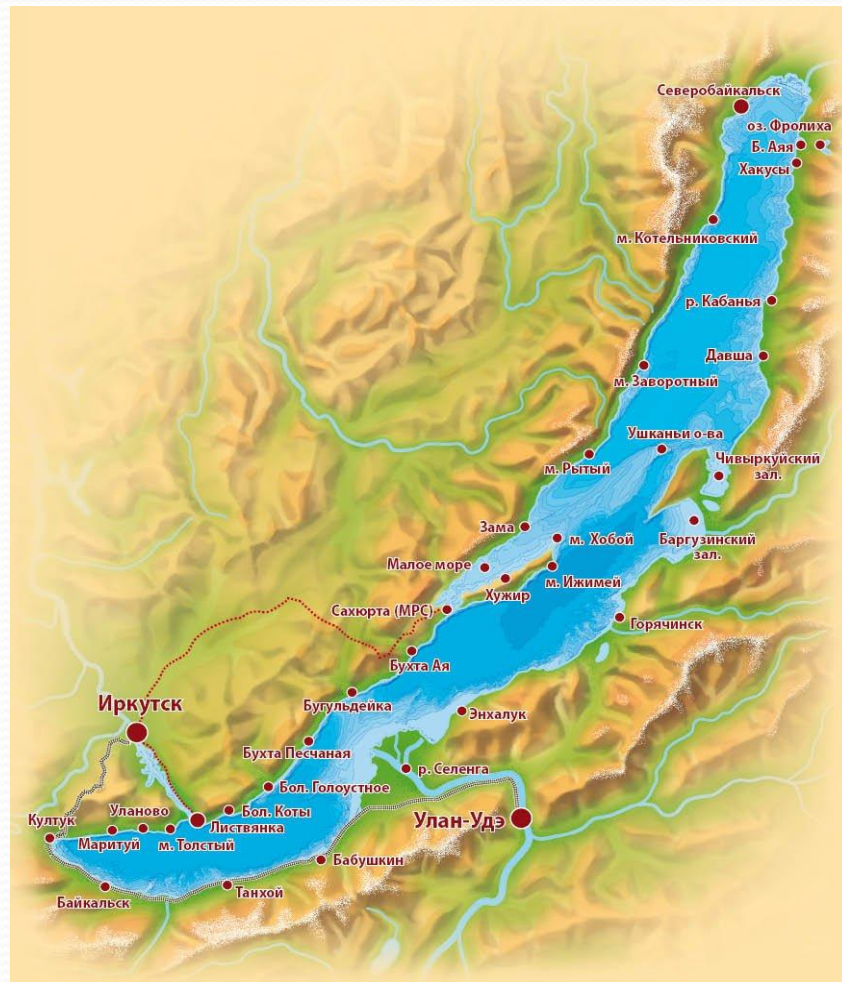 Северобайкальск
оз. Фролиха
Б. Аяя
Хакусы
м. Котельниковский
р. Кабанья
Давша
м. Заворотный
Ушканьи о-ва
м. Рытый
Чивыркуйский
зал.
Зама
м. Хобой
Баргузинский
зал.
Малое море
Хужир
м. Ижимей
Сахюрта (МРС)
Горячинск
Бухта Ая
Бугульдейка
Иркутск
Энхалук
Бухта Песчаная
р. Селенга
Бол. Голоустное
Бол. Коты
Уланово
Култук
Листвянка
Улан-Удэ
Маритуй
м. Толстый
Бабушкин
Танхой
Байкальск